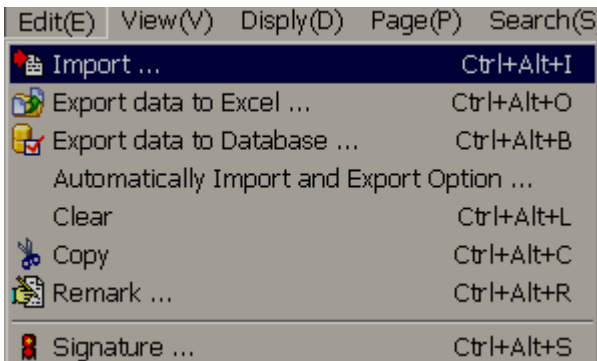 Edit(E) View(V) Disply(D) Page(P) Search(S
Import ... Ctrl+Alt+I
Export data to Excel ... Ctrl+Alt+O
Export data to Database ... Ctrl+Alt+B
Automatically Import and Export Option ...
Clear Ctrl+Alt+L
Copy Ctrl+Alt+C
Remark ... Ctrl+Alt+R
Signature ... Ctrl+Alt+S